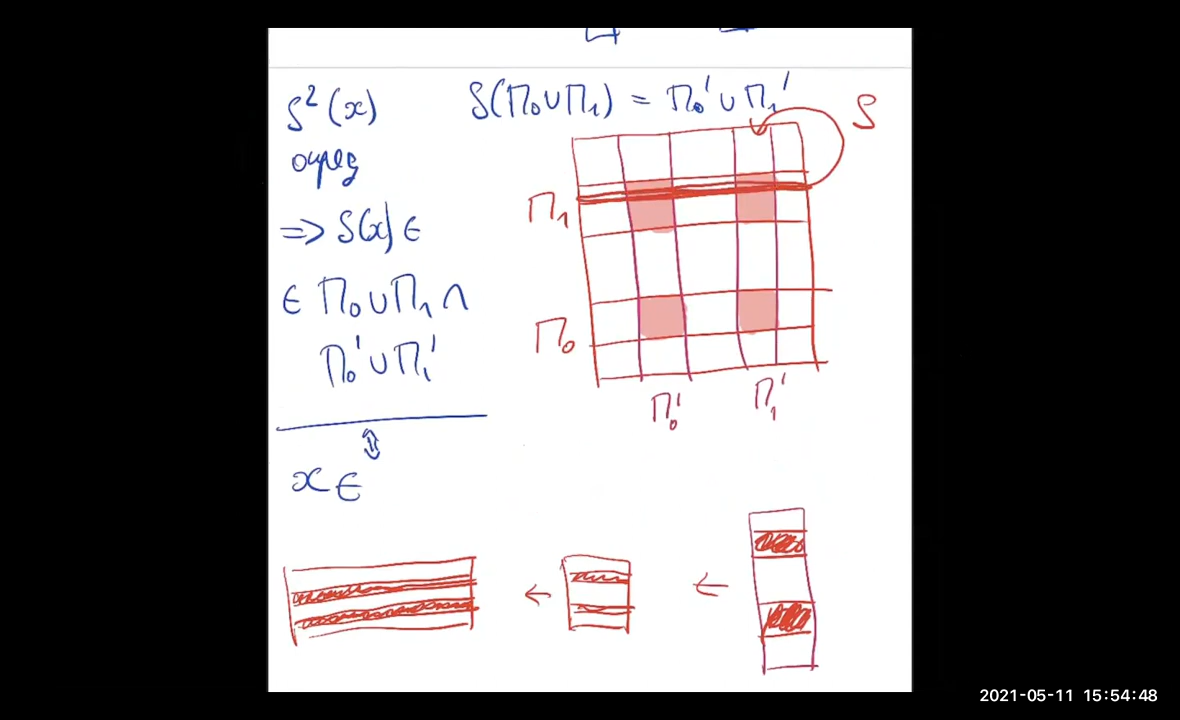 S²(x)
опред
=> S(x) ∈
∈ Π₀∪Π₁ ∩
Π₀'∪Π₁'
⇕
x ∈
S(Π₀∪Π₁) = Π₀'∪Π₁'
S
Π₁
Π₀
Π₀' Π₁'
← ←
2021-05-11 15:54:48